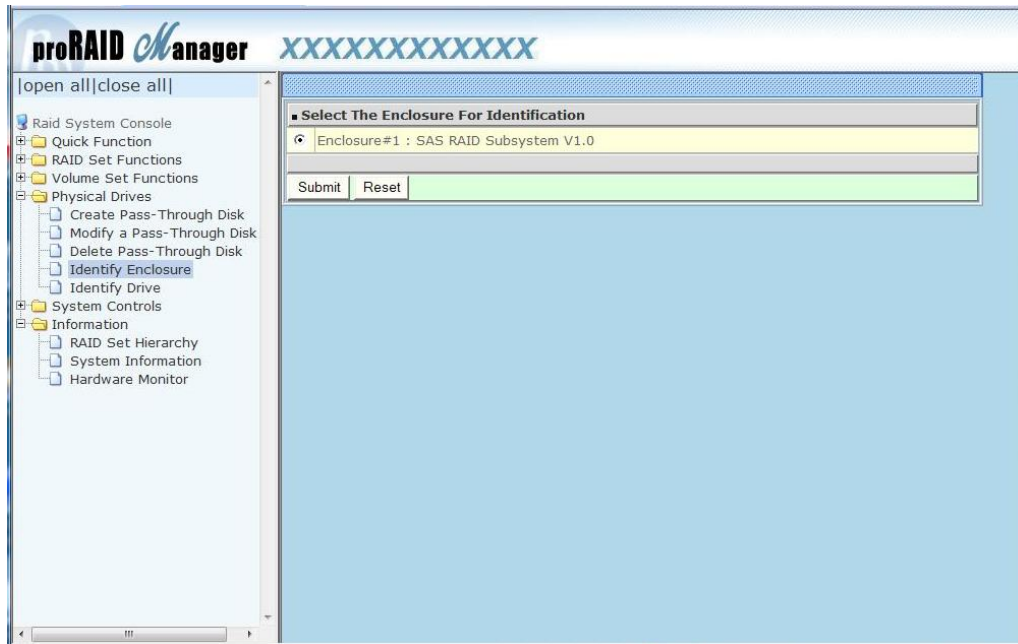 proRAID Manager XXXXXXXXXXXX
|open all|close all|
Raid System Console
Quick Function
RAID Set Functions
Volume Set Functions
Physical Drives
Create Pass-Through Disk
Modify a Pass-Through Disk
Delete Pass-Through Disk
Identify Enclosure
Identify Drive
System Controls
Information
RAID Set Hierarchy
System Information
Hardware Monitor
Select The Enclosure For Identification
Enclosure#1 : SAS RAID Subsystem V1.0
Submit Reset